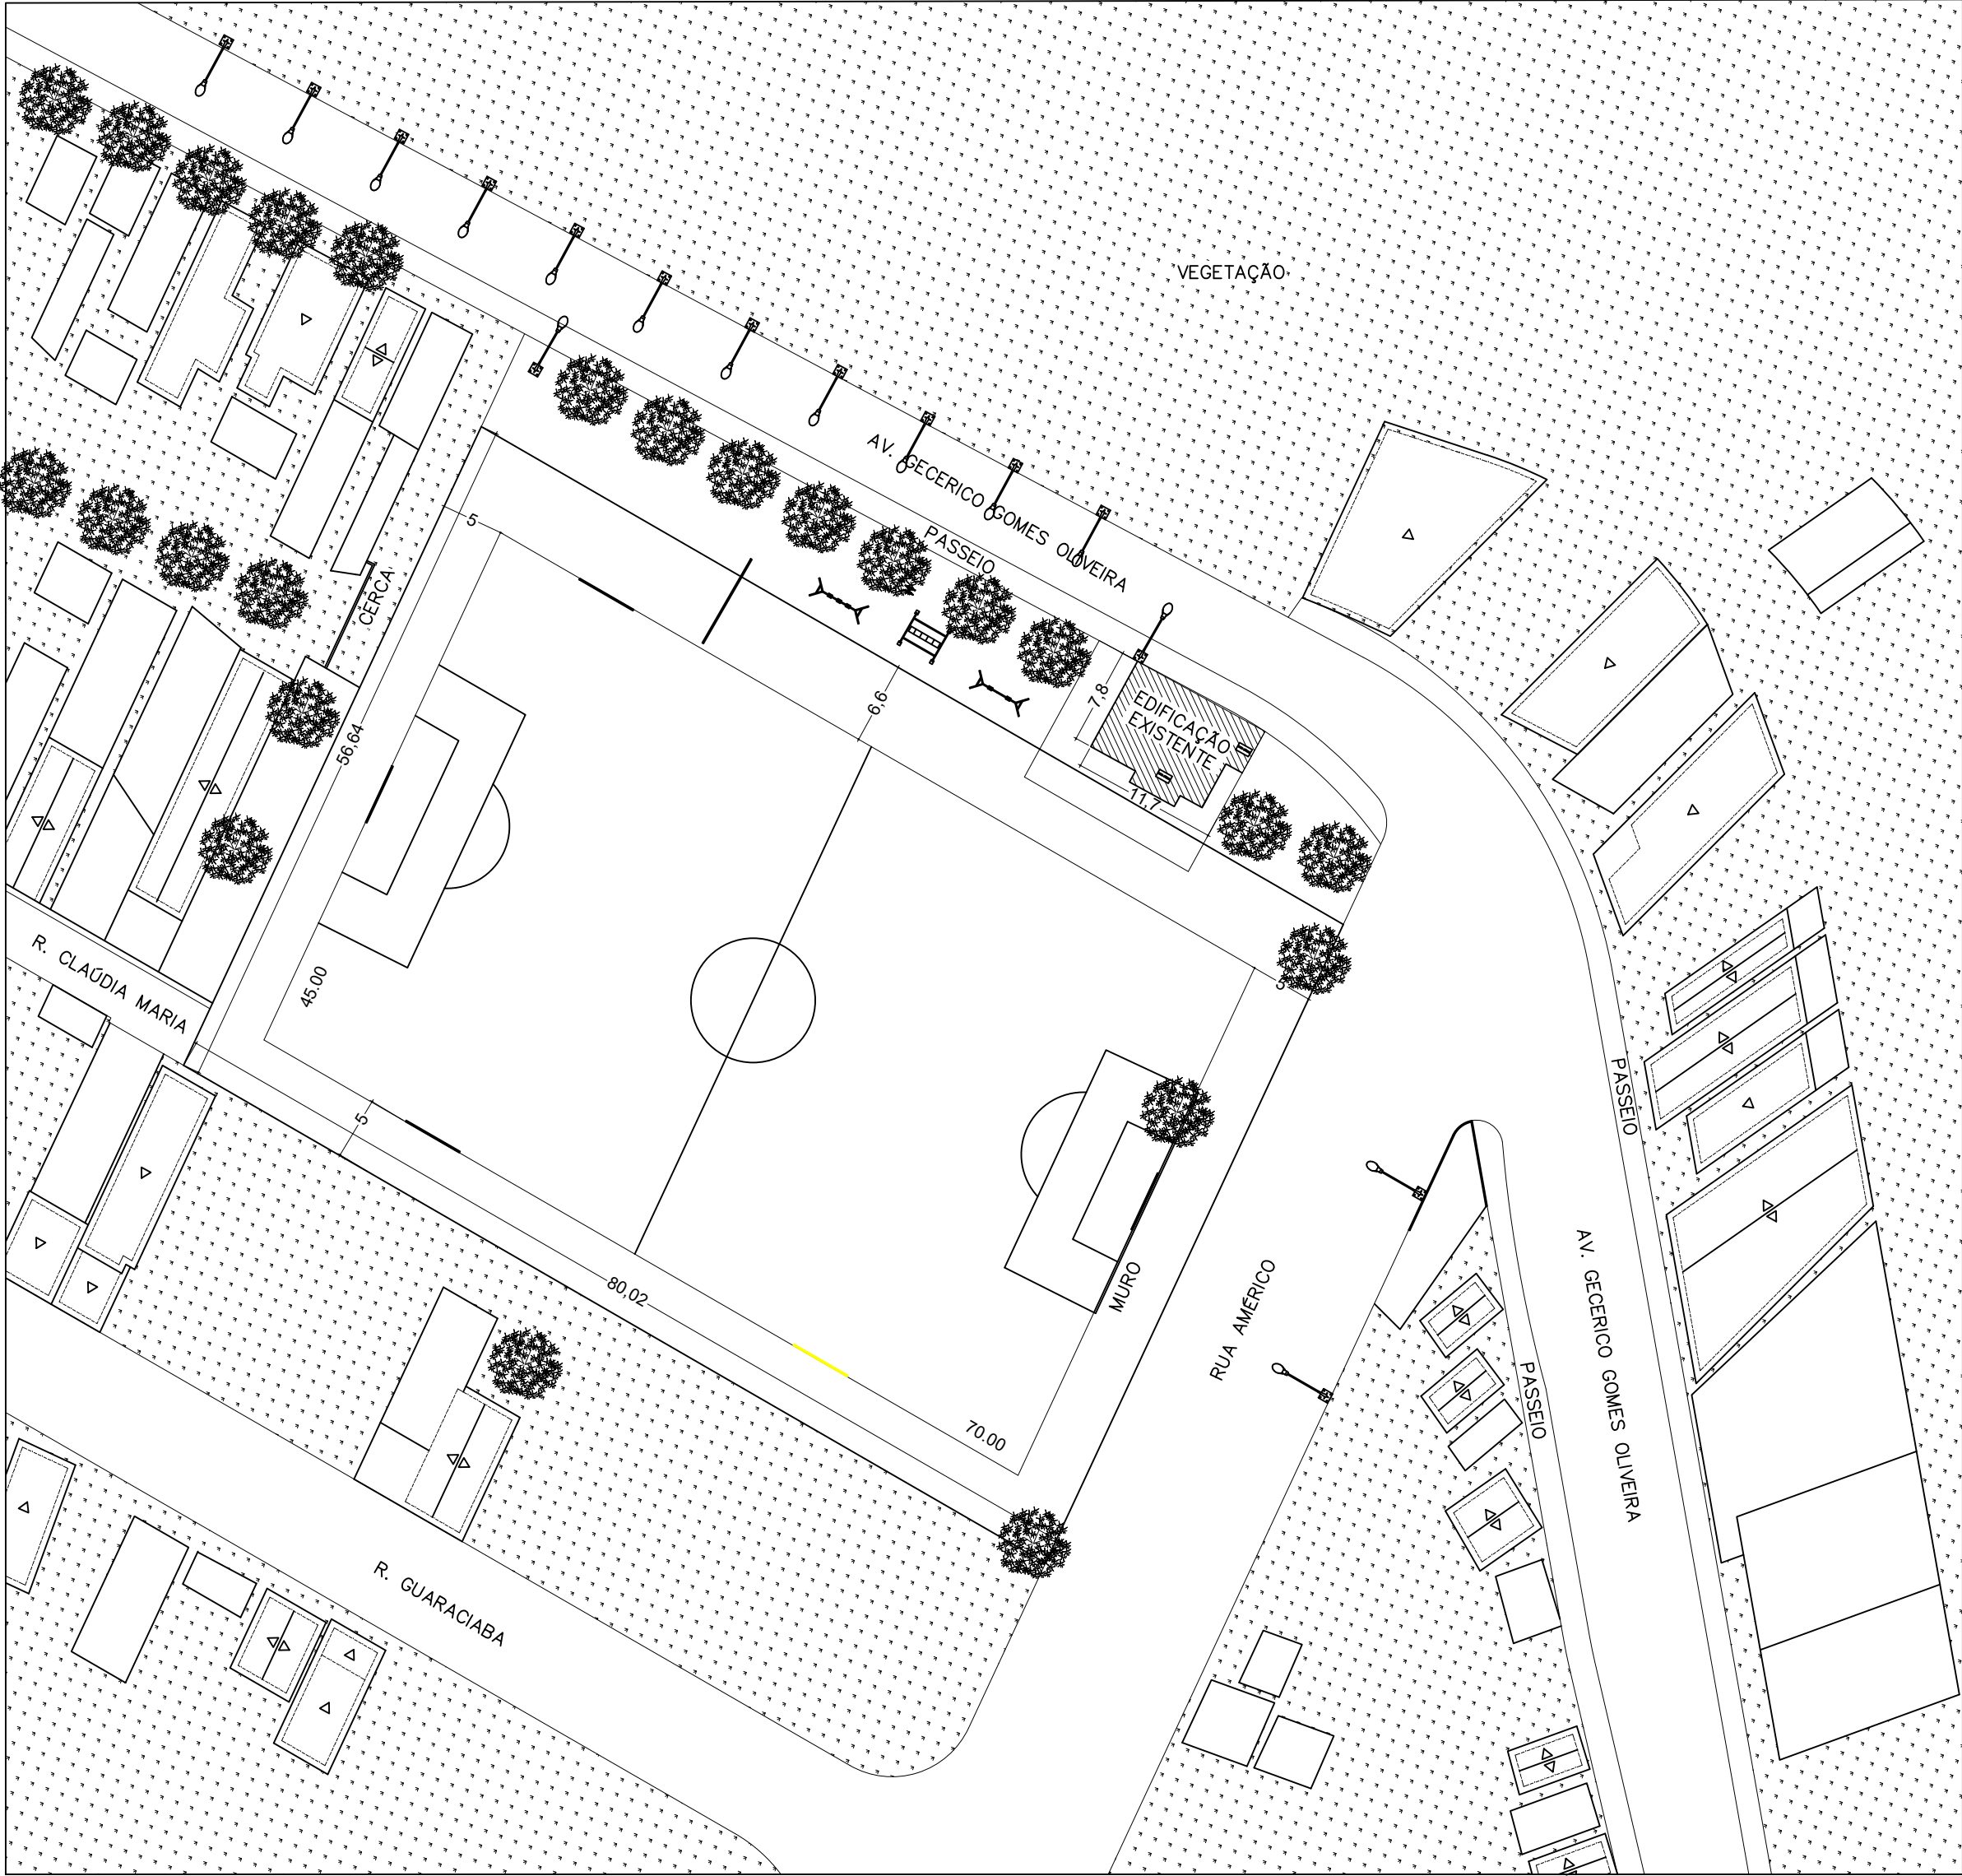 VEGETAÇÃO
AV. GECERICO GOMES OLIVEIRA
PASSEIO
5
CERCA
6,6
7,8
EDIFICAÇÃO
EXISTENTE
11,7
56,64
R. CLAÚDIA MARIA
45.00
5
5
PASSEIO
80,02
MURO
RUA AMÉRICO
AV. GECERICO GOMES OLIVEIRA
PASSEIO
70.00
R. GUARACIABA